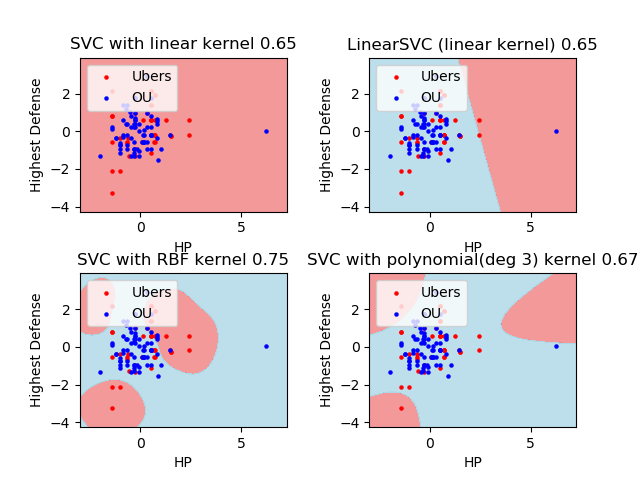 SVC with linear kernel 0.65
LinearSVC (linear kernel) 0.65
Highest Defense
2
0
−2
−4
Ubers
OU
0
5
HP
Highest Defense
2
0
−2
−4
Ubers
OU
0
5
HP
SVC with RBF kernel 0.75
SVC with polynomial(deg 3) kernel 0.67
Highest Defense
2
0
−2
−4
Ubers
OU
0
5
HP
Highest Defense
2
0
−2
−4
Ubers
OU
0
5
HP